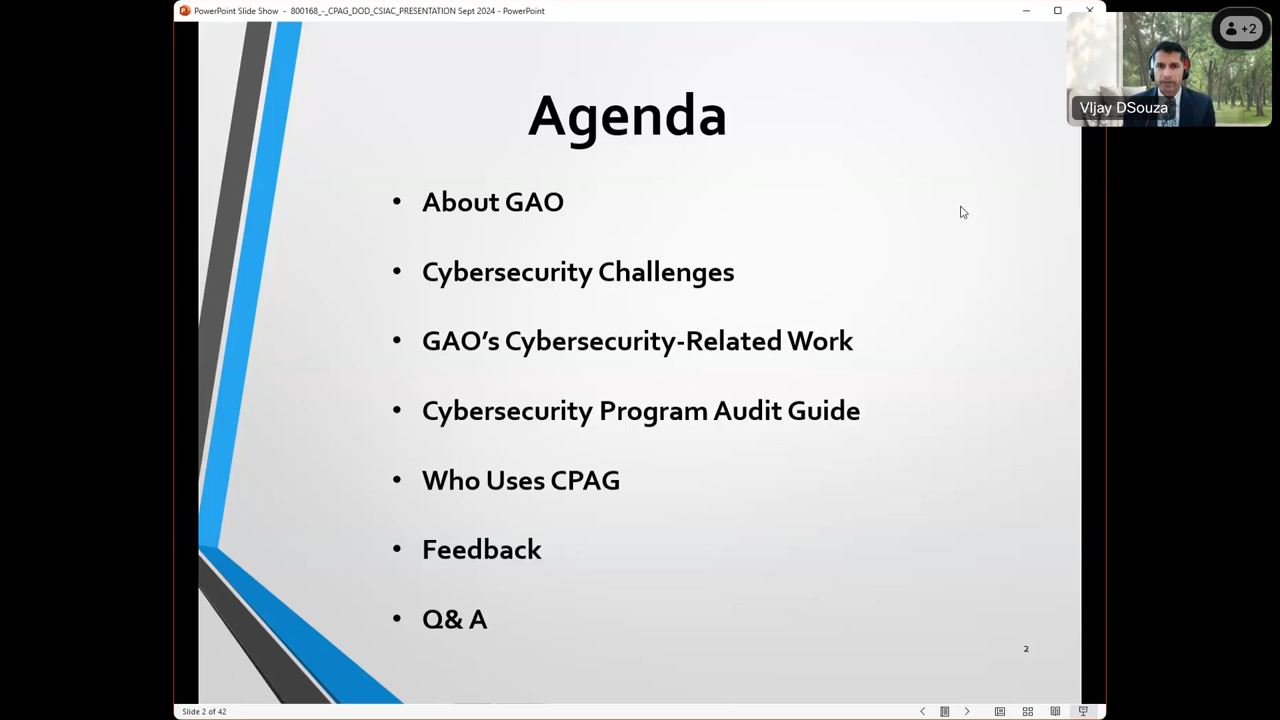 PowerPoint Slide Show - 800168_-_CPAG_DOD_CSIAC_PRESENTATION Sept 2024 - PowerPoint
+2
VIjay DSouza
Agenda
• About GAO
• Cybersecurity Challenges
• GAO’s Cybersecurity-Related Work
• Cybersecurity Program Audit Guide
• Who Uses CPAG
• Feedback
• Q& A
2
Slide 2 of 42